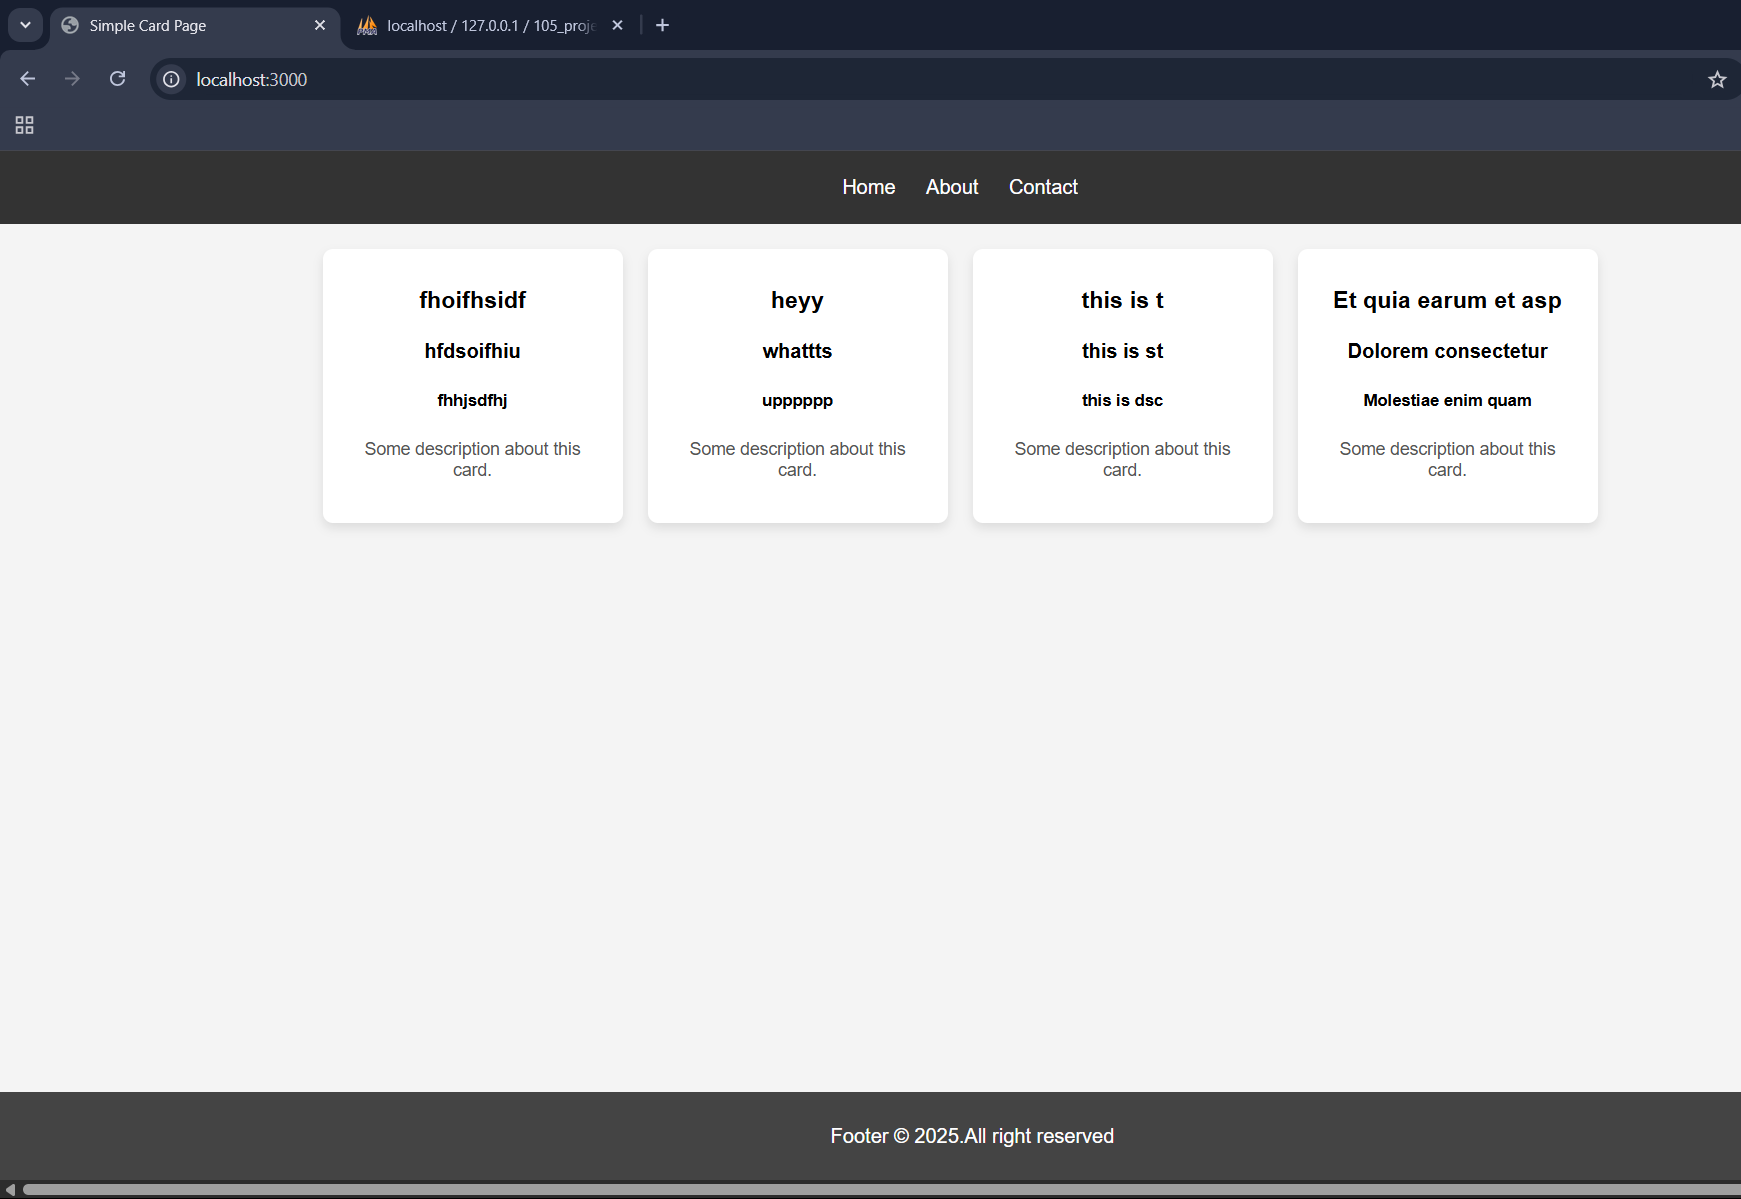 Simple Card Page
localhost / 127.0.0.1 / 105_proje
localhost:3000
Home About Contact
fhoifhsidf
hfdsoifhiu
fhhjsdfhj
Some description about this
card.
heyy
whattts
upppppp
Some description about this
card.
this is t
this is st
this is dsc
Some description about this
card.
Et quia earum et asp
Dolorem consectetur
Molestiae enim quam
Some description about this
card.
Footer © 2025.All right reserved